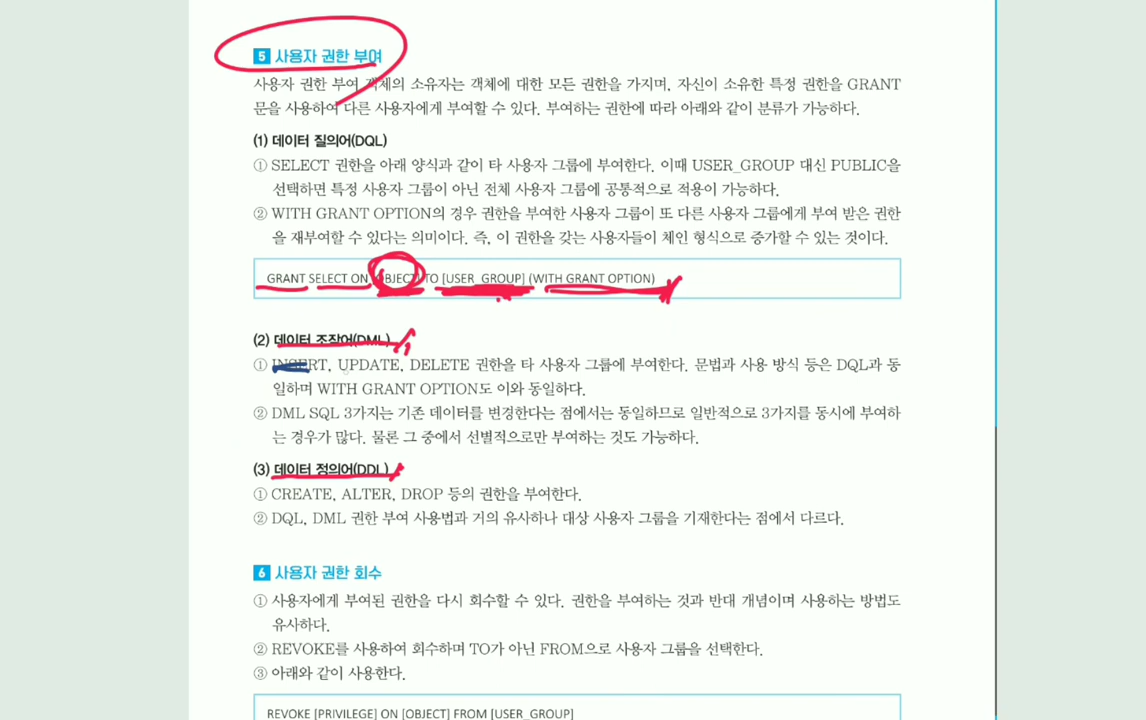 5 사용자 권한 부여
사용자 권한 부여 객체의 소유자는 객체에 대한 모든 권한을 가지며, 자신이 소유한 특정 권한을 GRANT
문을 사용하여 다른 사용자에게 부여할 수 있다. 부여하는 권한에 따라 아래와 같이 분류가 가능하다.
(1) 데이터 질의어(DQL)
① SELECT 권한을 아래 양식과 같이 타 사용자 그룹에 부여한다. 이때 USER_GROUP 대신 PUBLIC을
선택하면 특정 사용자 그룹이 아닌 전체 사용자 그룹에 공통적으로 적용이 가능하다.
② WITH GRANT OPTION의 경우 권한을 부여한 사용자 그룹이 또 다른 사용자 그룹에게 부여 받은 권한
을 재부여할 수 있다는 의미이다. 즉, 이 권한을 갖는 사용자들이 체인 형식으로 증가할 수 있는 것이다.
GRANT SELECT ON [OBJECT] TO [USER_GROUP] (WITH GRANT OPTION)
(2) 데이터 조작어(DML)
① INSERT, UPDATE, DELETE 권한을 타 사용자 그룹에 부여한다. 문법과 사용 방식 등은 DQL과 동
일하며 WITH GRANT OPTION도 이와 동일하다.
② DML SQL 3가지는 기존 데이터를 변경한다는 점에서는 동일하므로 일반적으로 3가지를 동시에 부여하
는 경우가 많다. 물론 그 중에서 선별적으로만 부여하는 것도 가능하다.
(3) 데이터 정의어(DDL)
① CREATE, ALTER, DROP 등의 권한을 부여한다.
② DQL, DML 권한 부여 사용법과 거의 유사하나 대상 사용자 그룹을 기재한다는 점에서 다르다.
6 사용자 권한 회수
① 사용자에게 부여된 권한을 다시 회수할 수 있다. 권한을 부여하는 것과 반대 개념이며 사용하는 방법도
유사하다.
② REVOKE를 사용하여 회수하며 TO가 아닌 FROM으로 사용자 그룹을 선택한다.
③ 아래와 같이 사용한다.
REVOKE [PRIVILEGE] ON [OBJECT] FROM [USER_GROUP]